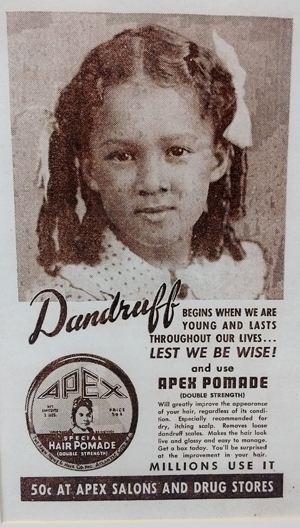 Dandruff BEGINS WHEN WE ARE
YOUNG AND LASTS
THROUGHOUT OUR LIVES...
LEST WE BE WISE!
and use
APEX POMADE
(DOUBLE STRENGTH)
Will greatly improve the appearance
of your hair, regardless of its condi-
tion. Especially recommended for
dry, itching scalp. Removes loose
dandruff scales. Makes the hair look
live and glossy and easy to manage.
Get a box today. You'll be surprised
at the improvement in your hair.
MILLIONS USE IT
APEX
PRICE
SPECIAL
HAIR POMADE
(DOUBLE STRENGTH)
50c AT APEX SALONS AND DRUG STORES